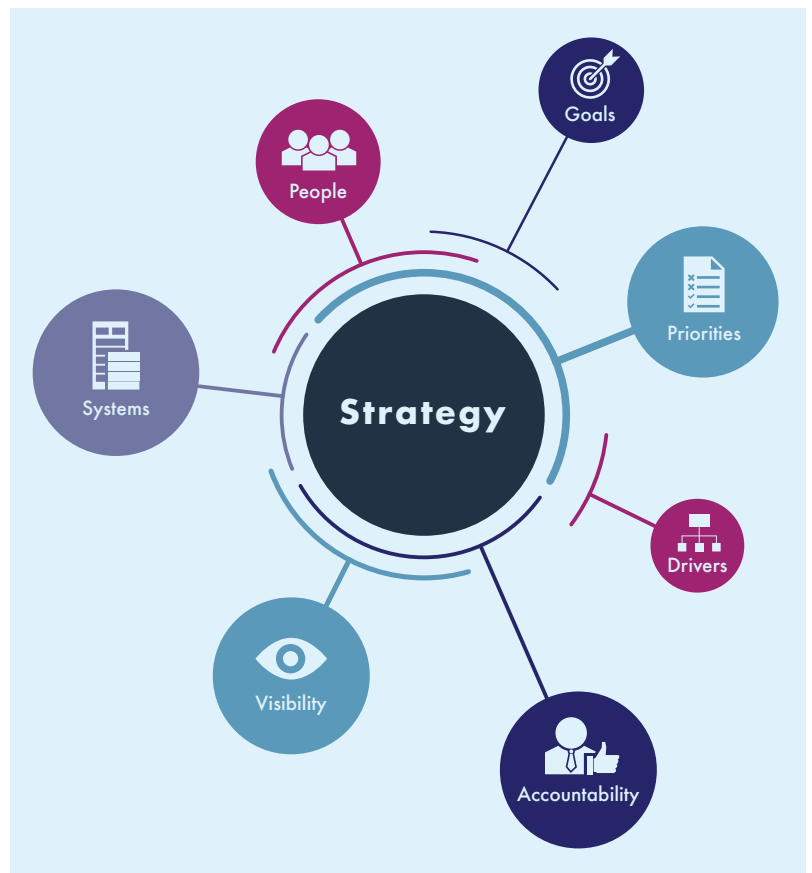 Goals
People
Priorities
Systems
Strategy
Drivers
Visibility
Accountability